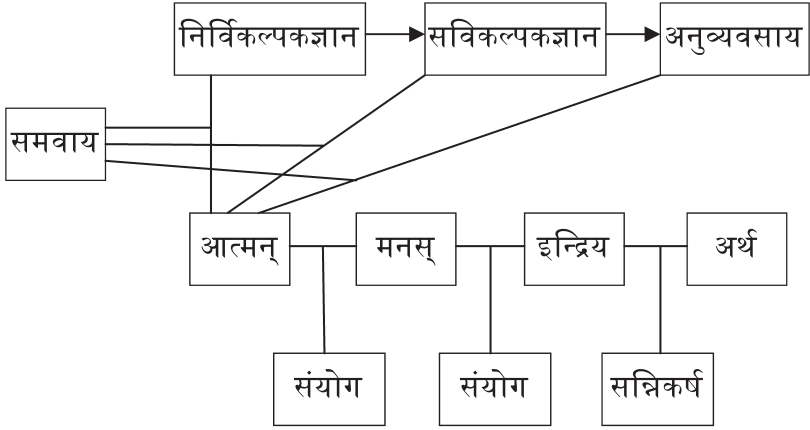 निर्विकल्पकज्ञान सविकल्पकज्ञान अनुव्यवसाय
समवाय
आत्मन् मनस् इन्द्रिय अर्थ
संयोग संयोग सन्निकर्ष